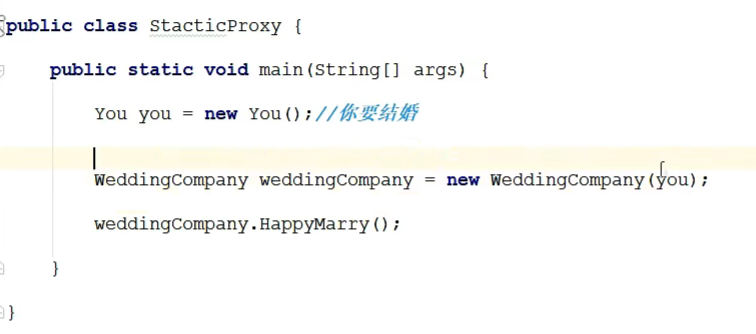 public class StacticProxy {
public static void main(String[] args) {
You you = new You();//你要结婚
WeddingCompany weddingCompany = new WeddingCompany(you);
weddingCompany.HappyMarry();
}
}